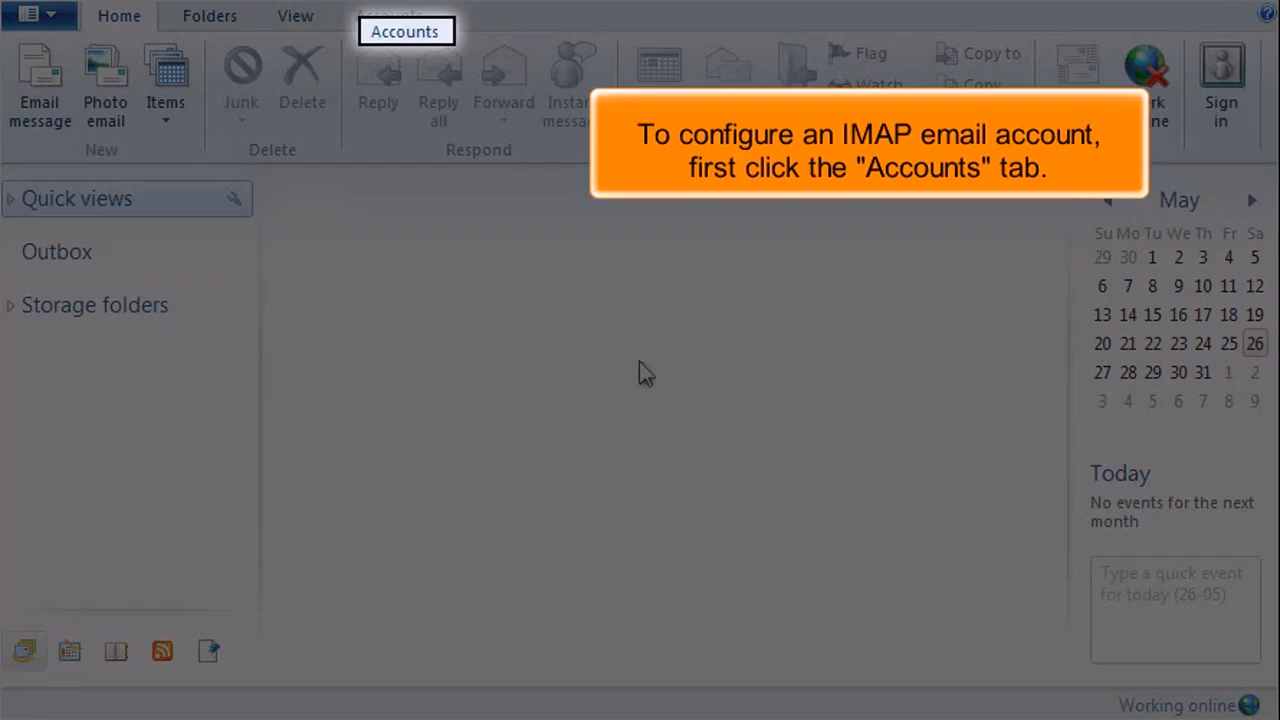 Home
Folders
View
Accounts
Accounts
Email
message
Photo
email
Items
New
Junk
Delete
Delete
Reply
Reply
all
Forward
Instant
Respond
Flag
Watch
Copy to
Copy
Sign
in
To configure an IMAP email account,
first click the "Accounts" tab.
Quick views
Outbox
Storage folders
May
Su Mo Tu We Th Fr Sa
29 30 1 2 3 4 5
6 7 8 9 10 11 12
13 14 15 16 17 18 19
20 21 22 23 24 25 26
27 28 29 30 31 1 2
3 4 5 6 7 8 9
Today
No events for the next
month
Type a quick event
for today (26-05)
Working online